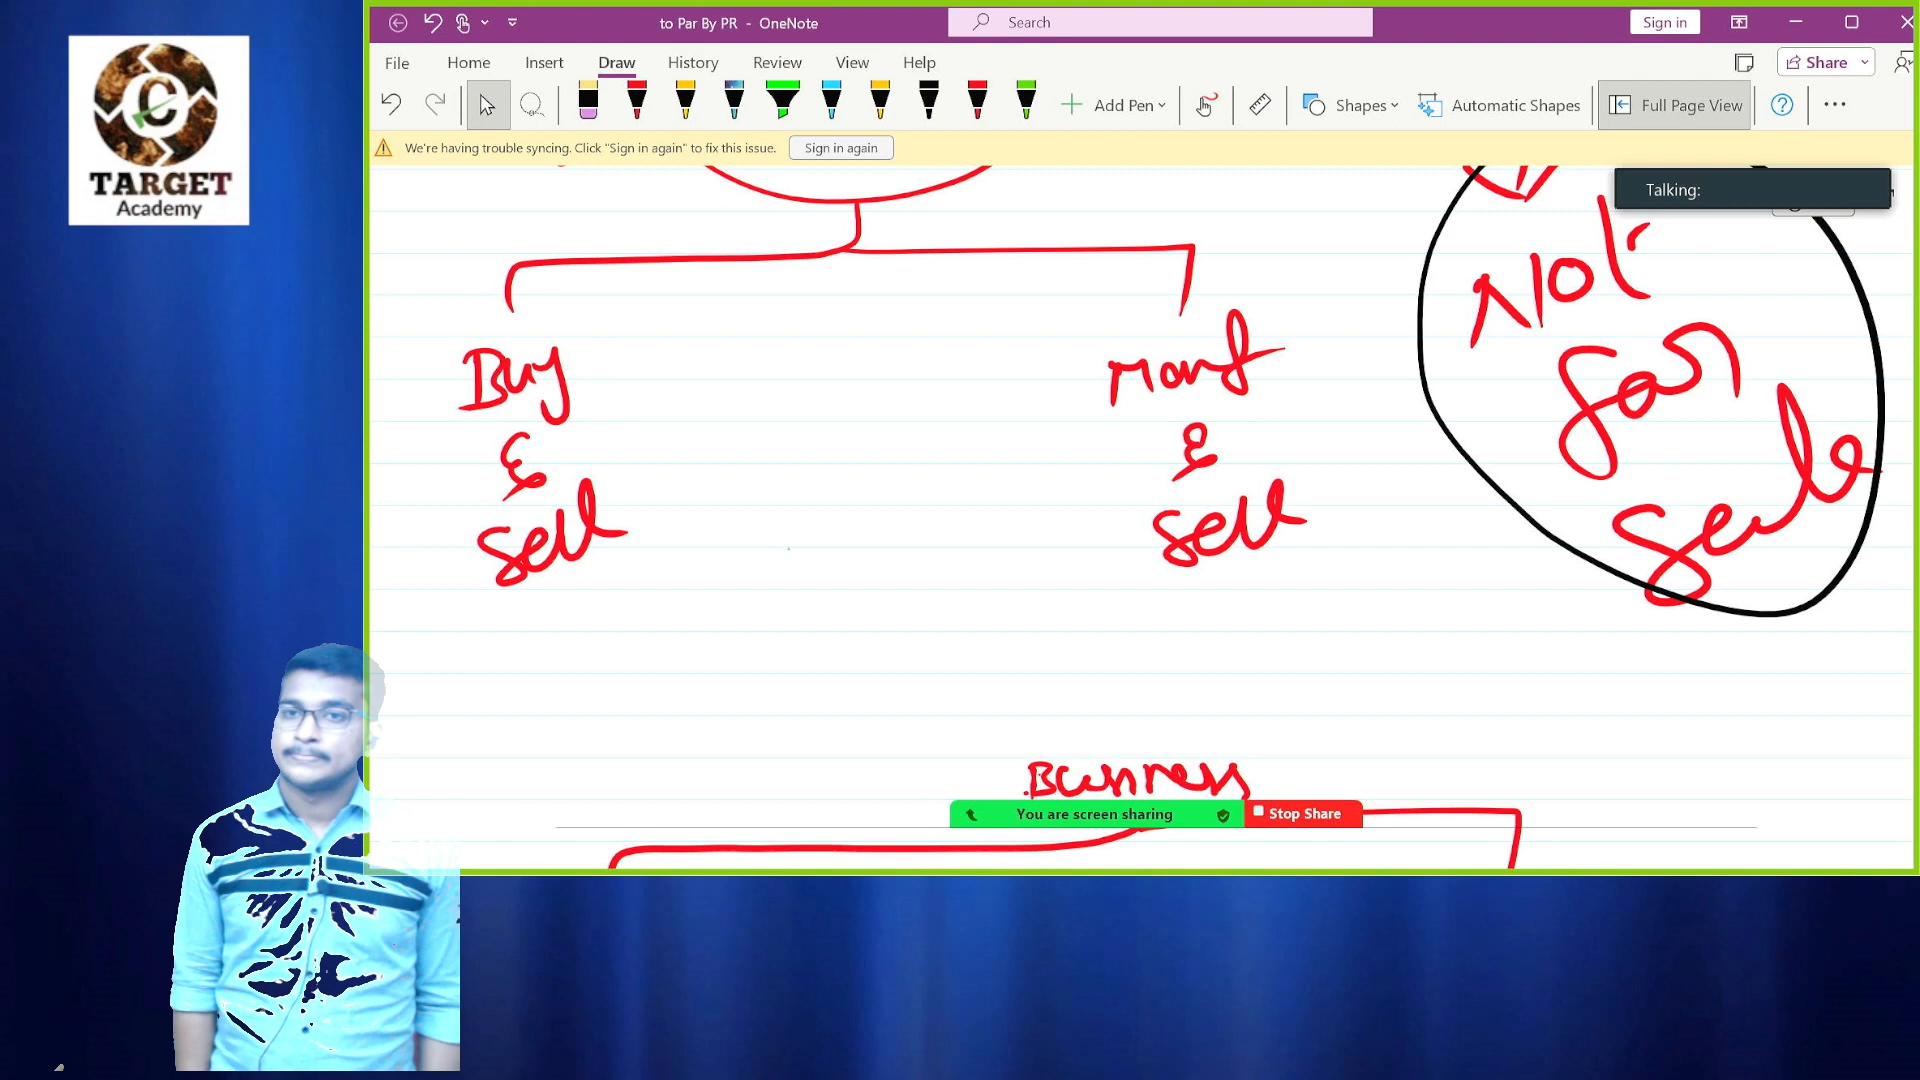 to Par By PR - OneNote
Search
Sign in
File Home Insert Draw History Review View Help
Share
Add Pen
Shapes
Automatic Shapes
Full Page View
We're having trouble syncing. Click "Sign in again" to fix this issue.
Sign in again
Talking:
C
TARGET
Academy
Not
for
Sale
Buy
&
Sell
Manf
&
Sell
Business
You are screen sharing
Stop Share